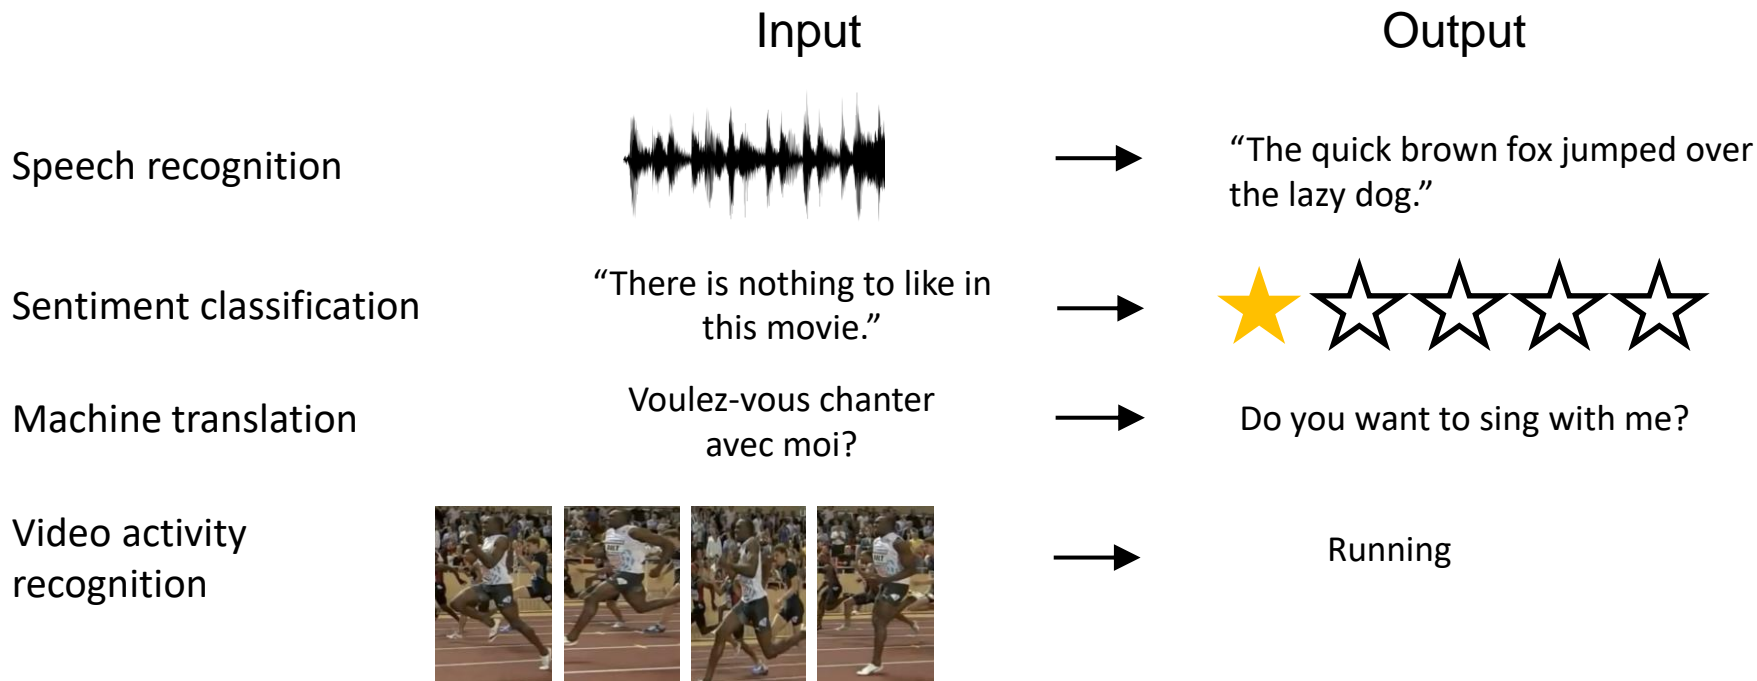 Input
Output
Speech recognition
“The quick brown fox jumped over
the lazy dog.”
Sentiment classification
“There is nothing to like in
this movie.”
Machine translation
Voulez-vous chanter
avec moi?
Do you want to sing with me?
Video activity
recognition
Running